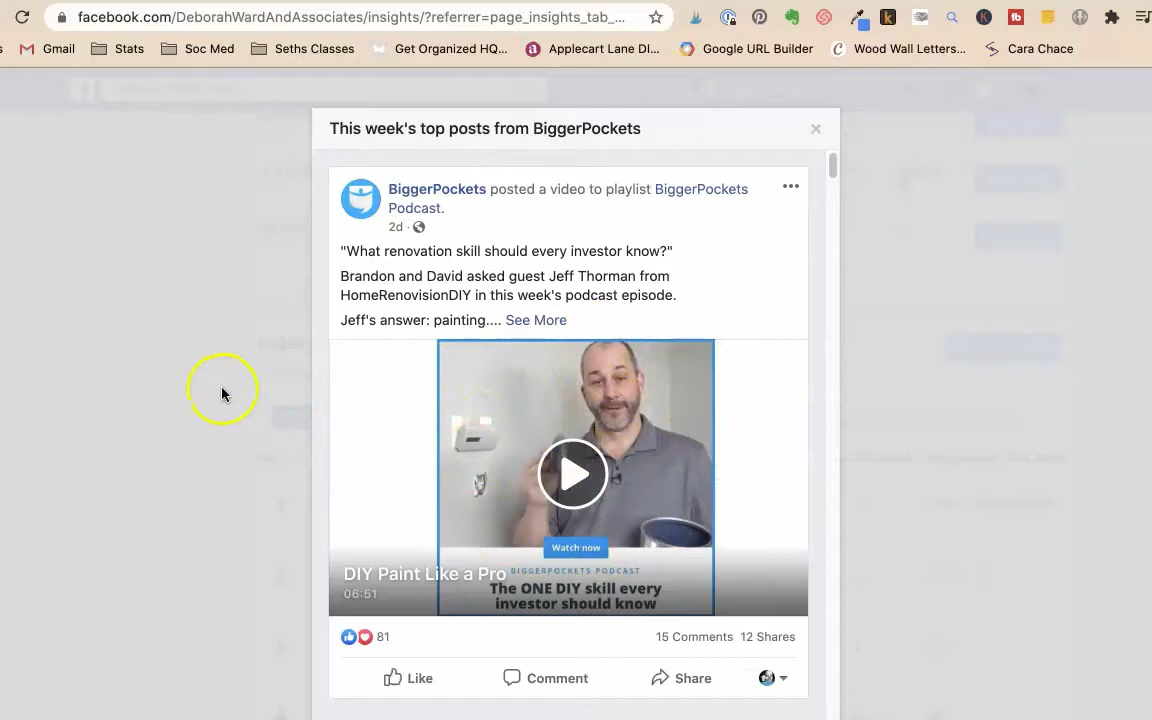 facebook.com/DeborahWardAndAssociates/insights/?referrer=page_insights_tab_...
Gmail Stats Soc Med Seths Classes Get Organized HQ... Applecart Lane DI... Google URL Builder Wood Wall Letters... Cara Chace
This week's top posts from BiggerPockets
BiggerPockets posted a video to playlist BiggerPockets
Podcast.
2d ·
"What renovation skill should every investor know?"
Brandon and David asked guest Jeff Thorman from
HomeRenovisionDIY in this week's podcast episode.
Jeff's answer: painting.... See More
Watch now
BIGGERPOCKETS PODCAST
DIY Paint Like a Pro
The ONE DIY skill every
06:51
investor should know
81 15 Comments 12 Shares
Like Comment Share